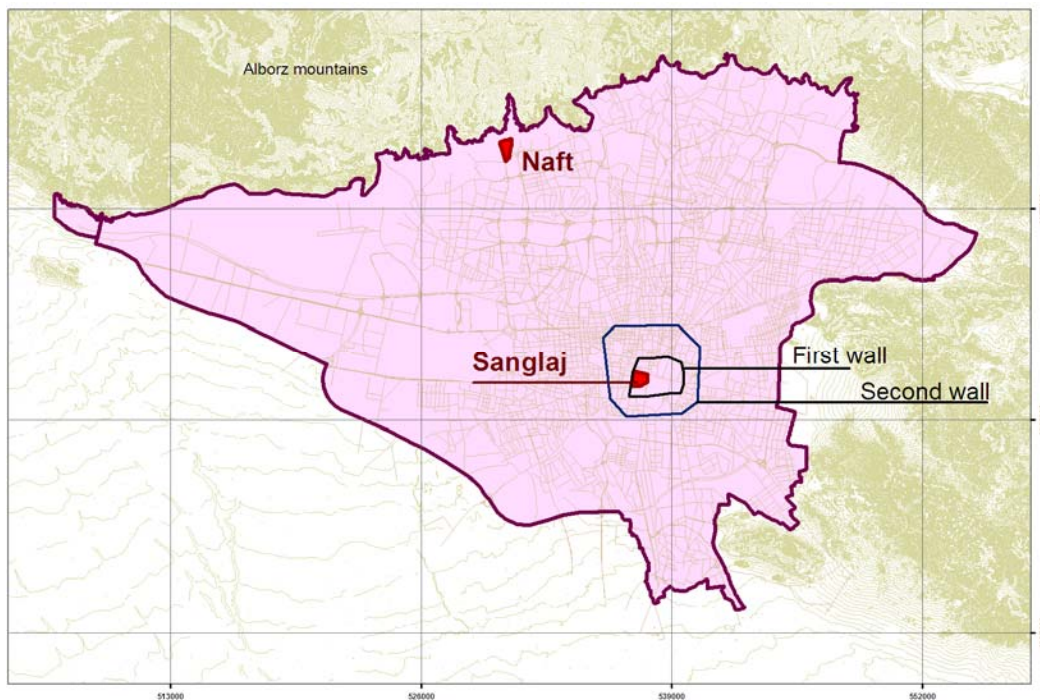 Alborz mountains
Naft
Sanglaj
First wall
Second wall
513000
526000
539000
552000